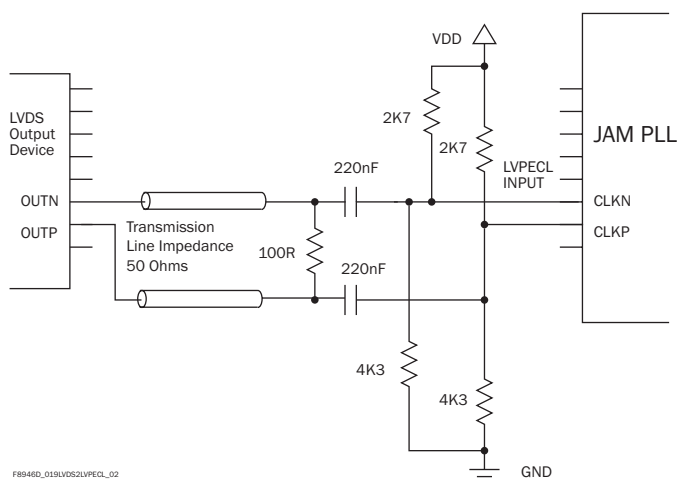 VDD
2K7
2K7
LVDS
Output
Device
JAM PLL
220nF
LVPECL
INPUT
OUTN
CLKN
OUTP
CLKP
Transmission
Line Impedance
50 Ohms
100R
220nF
4K3
4K3
GND
F8946D_019LVDS2LVPECL_02